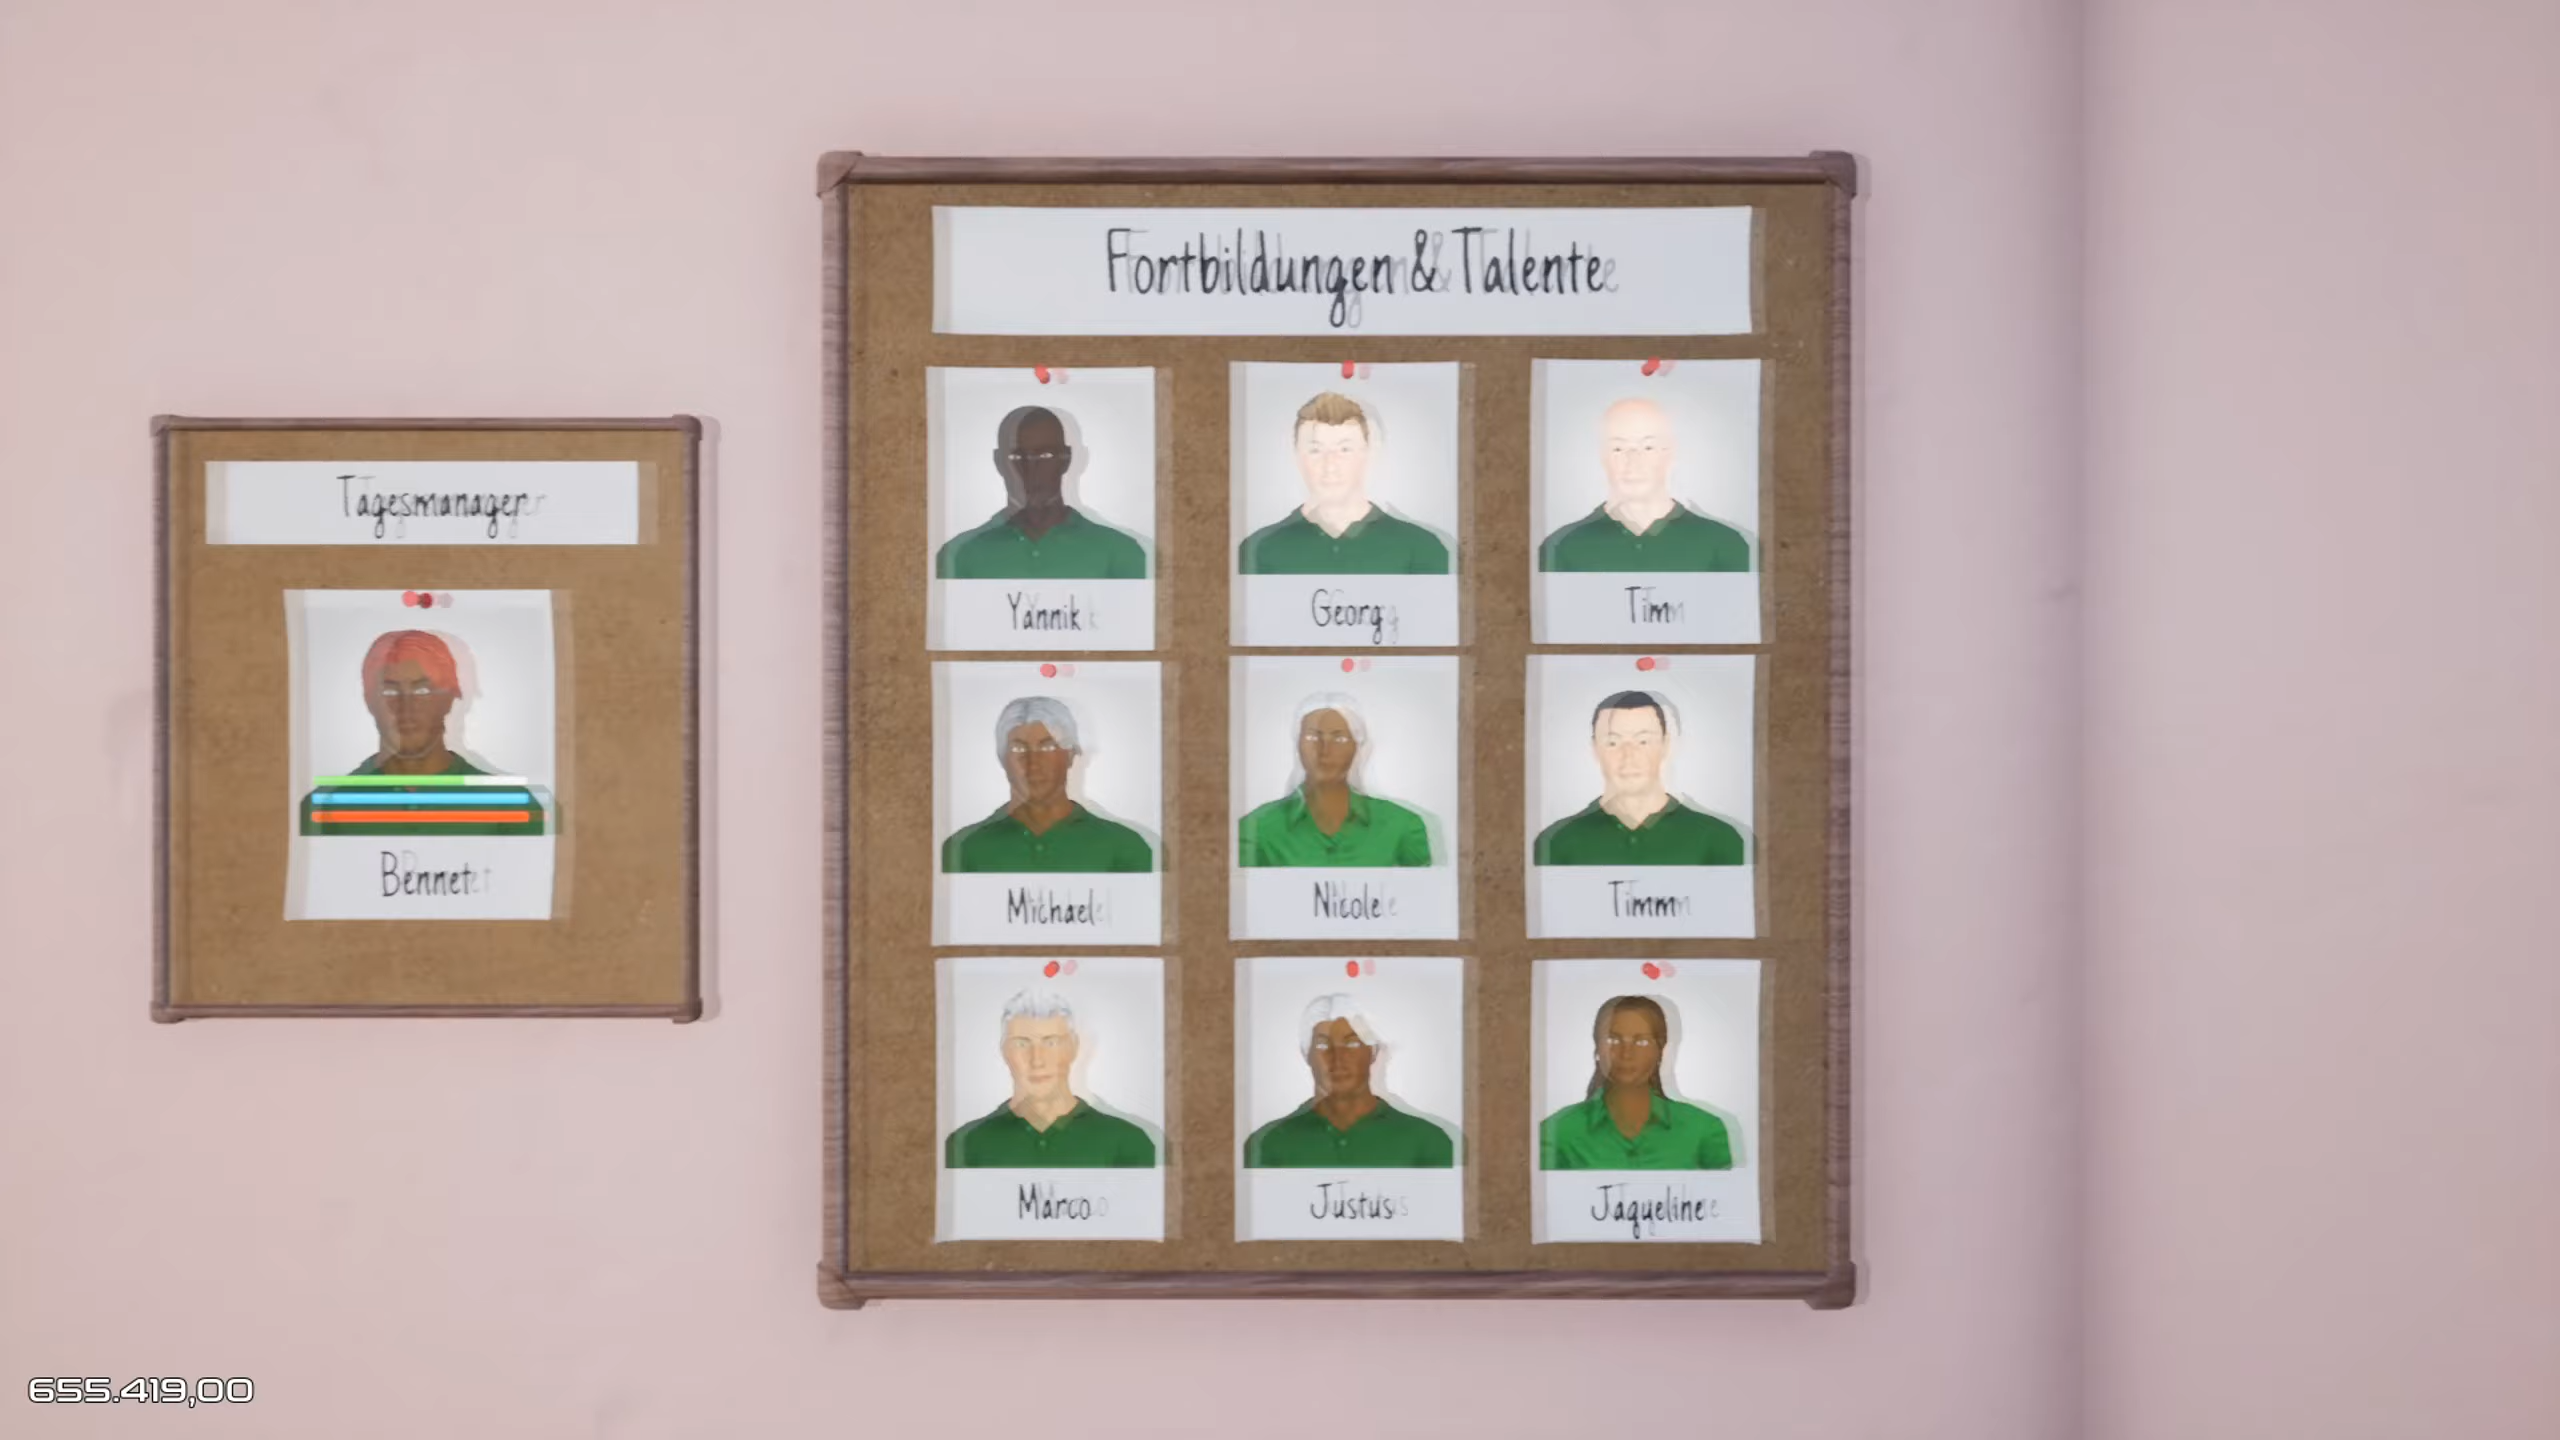 Tagesmanager
Bennet
Fortbildungen & Talente
Yannik
Georg
Tim
Michael
Nicole
Timm
Marco
Justus
Jaqueline
655.419,00